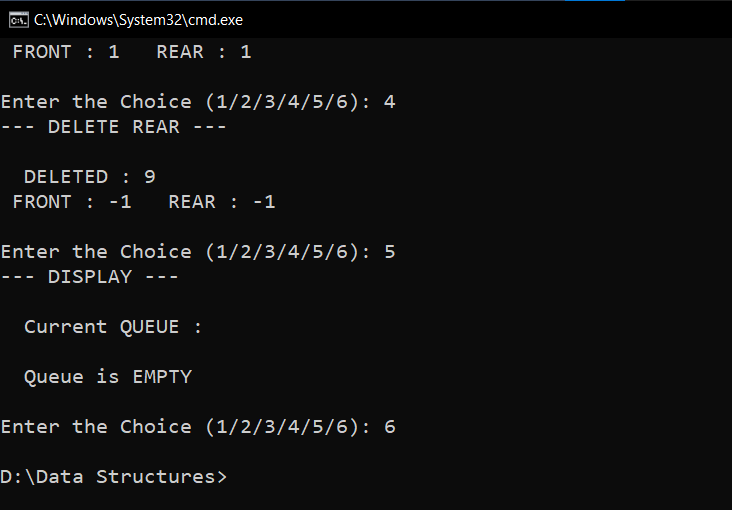 C:\Windows\System32\cmd.exe
FRONT : 1   REAR : 1
Enter the Choice (1/2/3/4/5/6): 4
--- DELETE REAR ---
DELETED : 9
FRONT : -1   REAR : -1
Enter the Choice (1/2/3/4/5/6): 5
--- DISPLAY ---
Current QUEUE :
Queue is EMPTY
Enter the Choice (1/2/3/4/5/6): 6
D:\Data Structures>